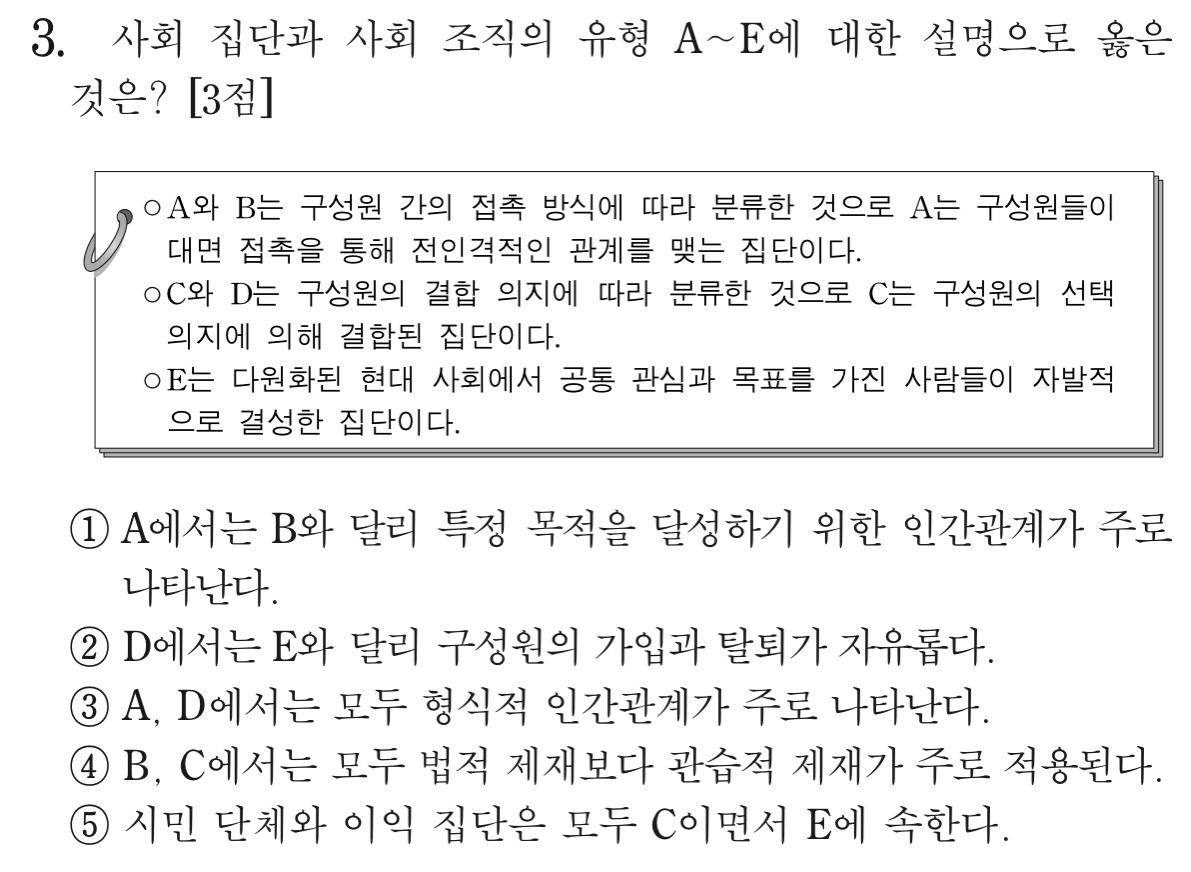 3. 사회 집단과 사회 조직의 유형 A~E에 대한 설명으로 옳은
것은? [3점]
○A와 B는 구성원 간의 접촉 방식에 따라 분류한 것으로 A는 구성원들이
대면 접촉을 통해 전인격적인 관계를 맺는 집단이다.
○C와 D는 구성원의 결합 의지에 따라 분류한 것으로 C는 구성원의 선택
의지에 의해 결합된 집단이다.
○E는 다원화된 현대 사회에서 공통 관심과 목표를 가진 사람들이 자발적
으로 결성한 집단이다.
① A에서는 B와 달리 특정 목적을 달성하기 위한 인간관계가 주로
나타난다.
② D에서는 E와 달리 구성원의 가입과 탈퇴가 자유롭다.
③ A, D에서는 모두 형식적 인간관계가 주로 나타난다.
④ B, C에서는 모두 법적 제재보다 관습적 제재가 주로 적용된다.
⑤ 시민 단체와 이익 집단은 모두 C이면서 E에 속한다.